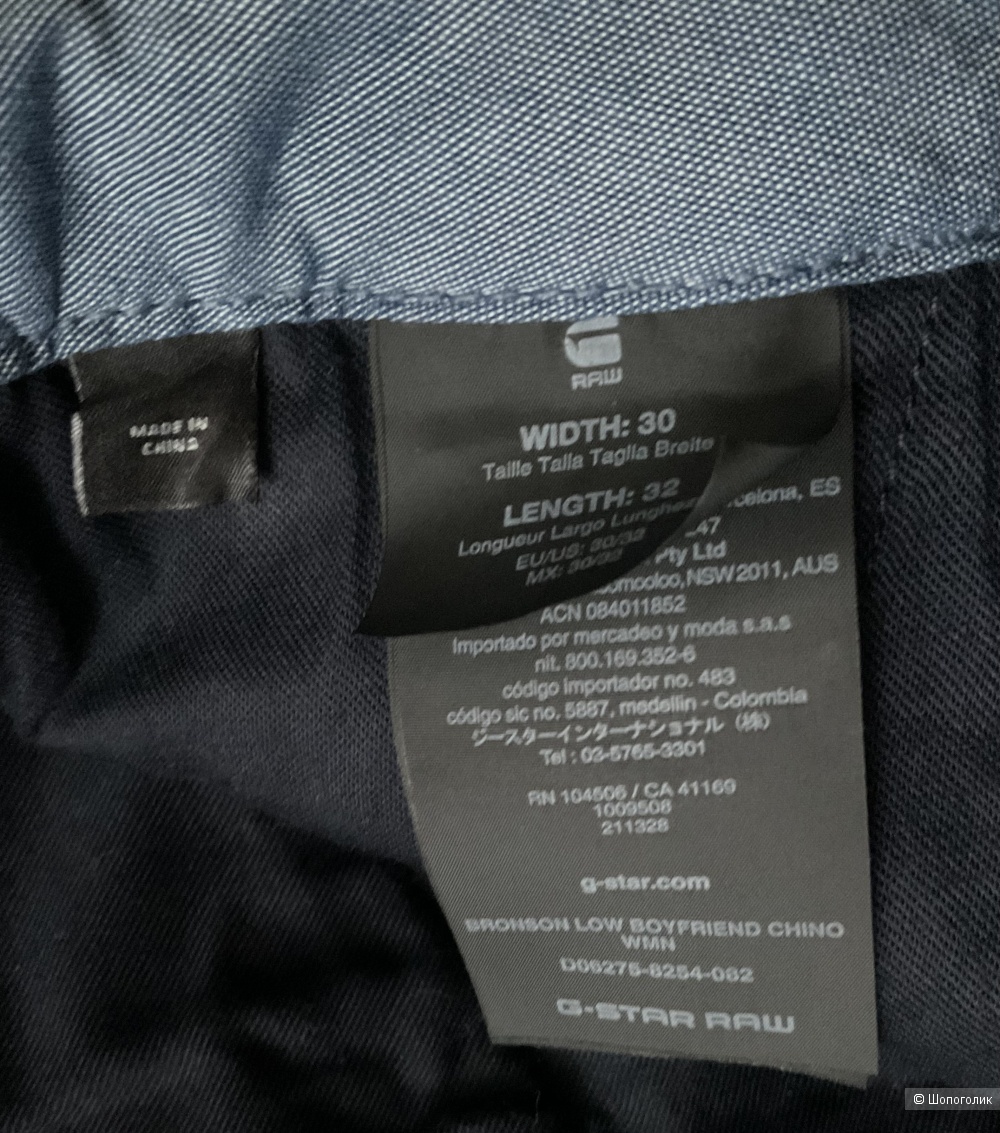 MADE IN
CHINA
RAW
WIDTH: 30
Taille Talla Taglia Breite
LENGTH: 32
Longueur Largo
EU/US: 30/32
MX: 30/32
ES
47
Pty Ltd
NSW 2011, AUS
ACN 084011852
Importado por mercadeo y moda s.a.s
nit. 800.169.352-6
código importador no. 483
código sic no. 5887, medellin - Colombia
ジースターインターナショナル (株)
Tel : 03-5765-3301
RN 104506 / CA 41169
1009508
211328
g-star.com
BRONSON LOW BOYFRIEND CHINO
WMN
D06275-8254-082
G-STAR RAW
© Шопоголик